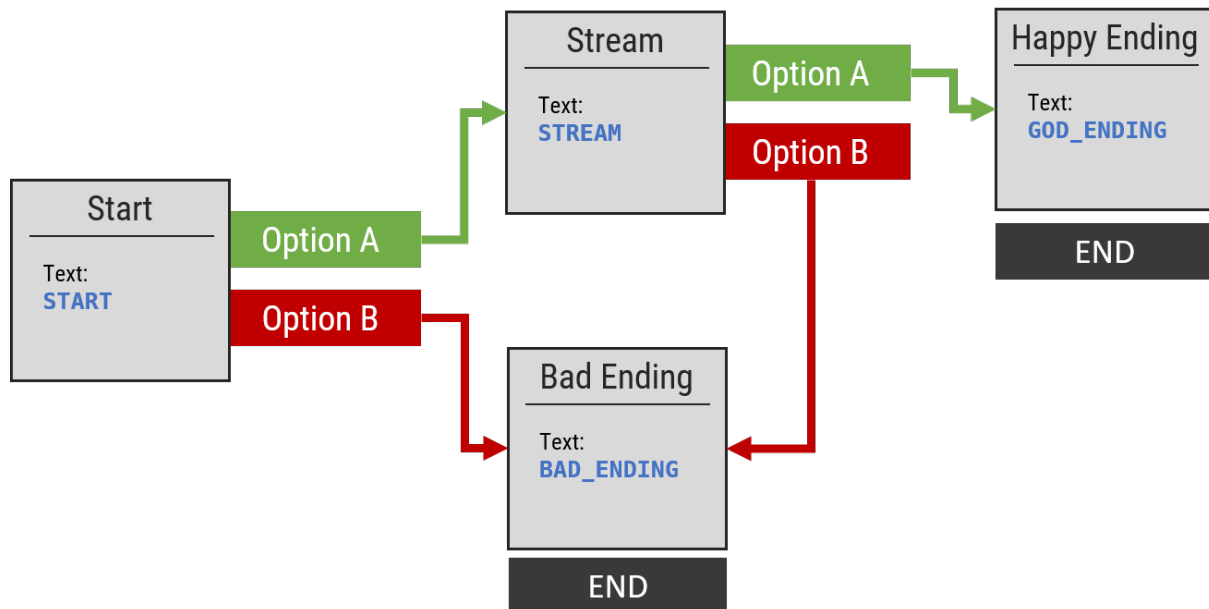 Start
Text:
START
Option A
Option B
Stream
Text:
STREAM
Option A
Option B
Happy Ending
Text:
GOD_ENDING
END
Bad Ending
Text:
BAD_ENDING
END